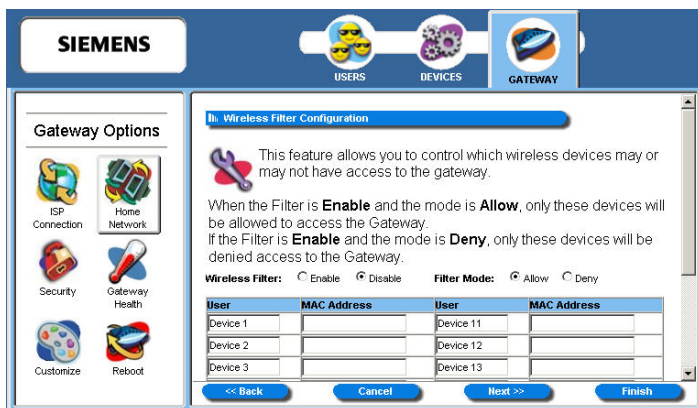 SIEMENS
USERS
DEVICES
GATEWAY
Gateway Options
ISP
Connection
Home
Network
Security
Gateway
Health
Customize
Reboot
Wireless Filter Configuration
This feature allows you to control which wireless devices may or
may not have access to the gateway.
When the Filter is Enable and the mode is Allow, only these devices will
be allowed to access the Gateway.
If the Filter is Enable and the mode is Deny, only these devices will be
denied access to the Gateway.
Wireless Filter: Enable Disable Filter Mode: Allow Deny
User MAC Address User MAC Address
Device 1 Device 11
Device 2 Device 12
Device 3 Device 13
<< Back Cancel Next >> Finish